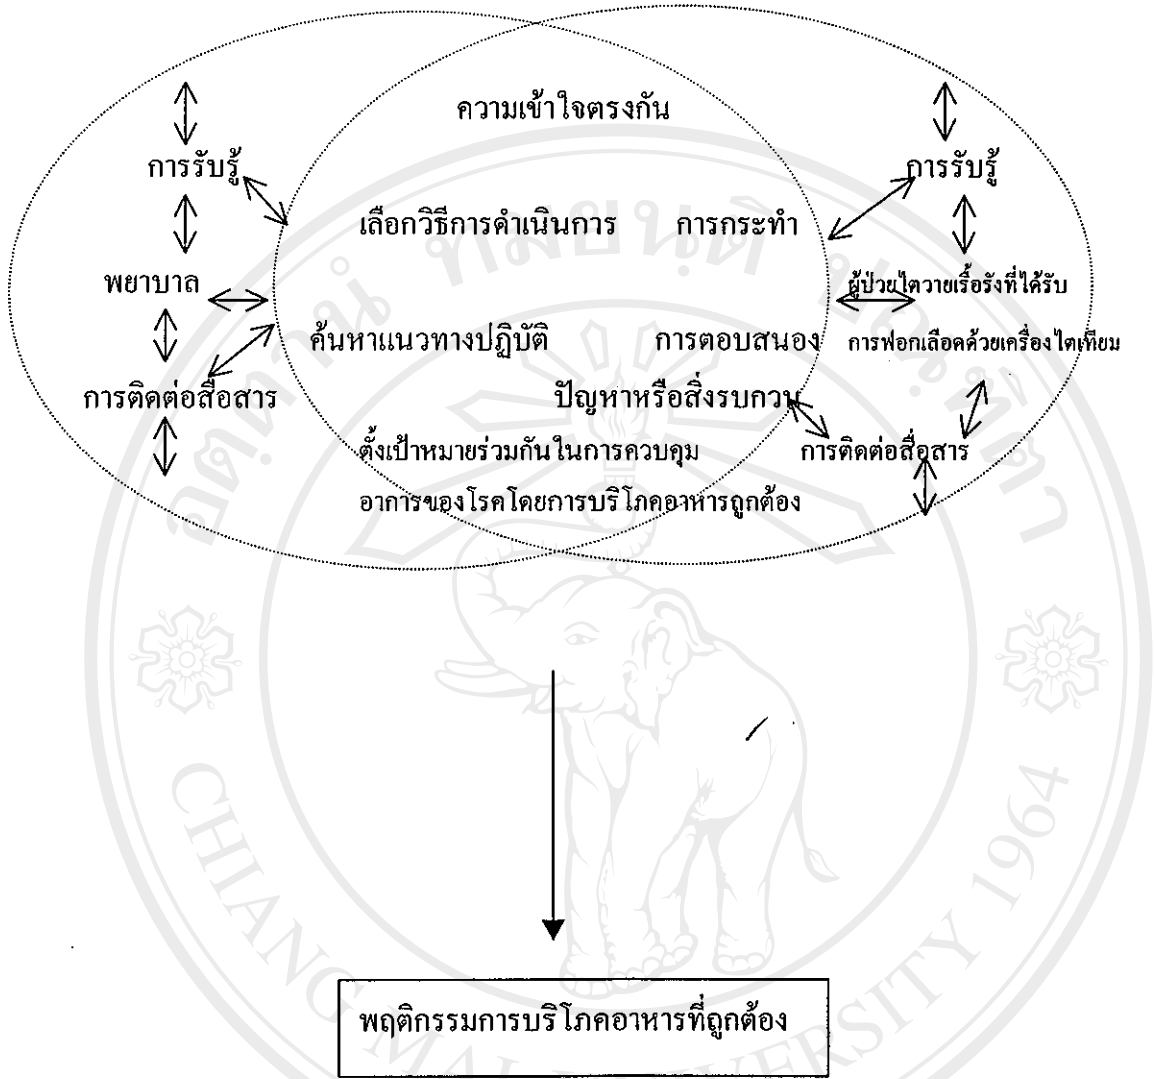 ความเข้าใจตรงกัน
การรับรู้
การรับรู้
เลือกวิธีการดำเนินการ การกระทำ
พยาบาล
ผู้ป่วยไตวายเรื้อรังที่ได้รับ
ค้นหาแนวทางปฏิบัติ การตอบสนอง
การฟอกเลือดด้วยเครื่องไตเทียม
การติดต่อสื่อสาร
ปัญหาหรือสิ่งรบกวน
ตั้งเป้าหมายร่วมกันในการควบคุม
การติดต่อสื่อสาร
อาการของโรคโดยการบริโภคอาหารถูกต้อง
พฤติกรรมการบริโภคอาหารที่ถูกต้อง
CHIANG MAI UNIVERSITY 1964